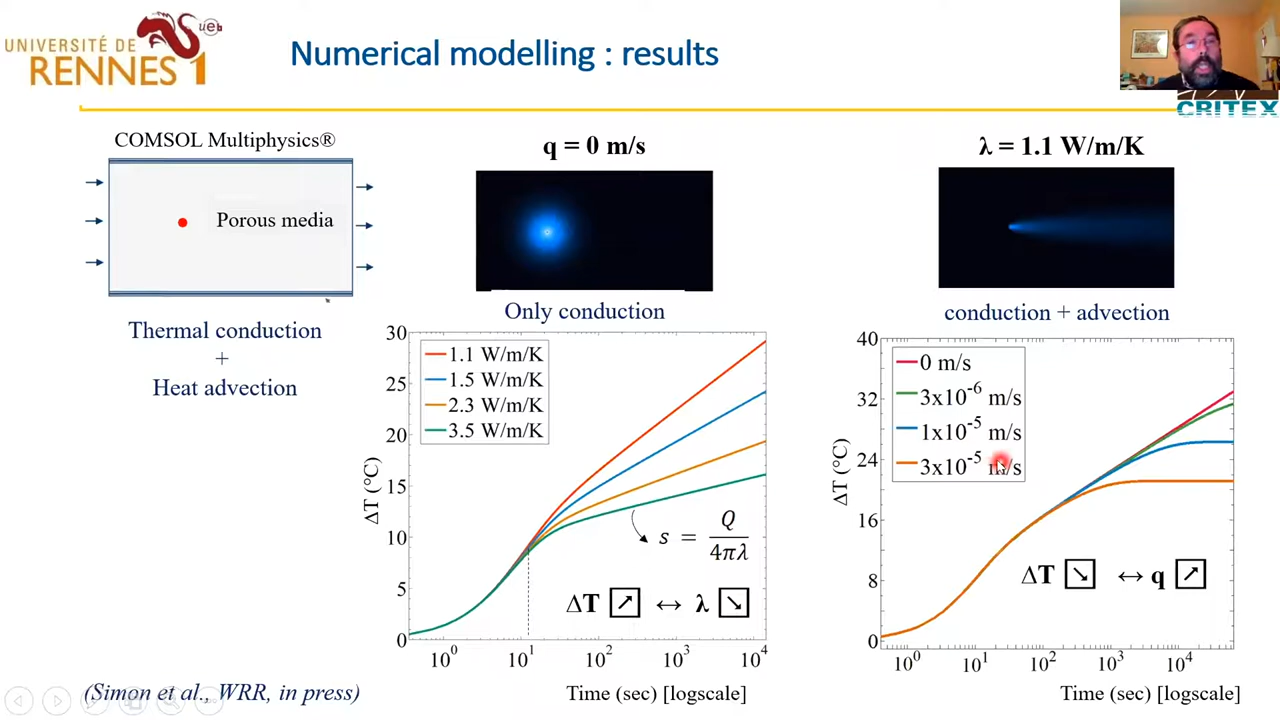 UNIVERSITÉ DE
RENNES 1
ueb
Numerical modelling : results
CRITEX
COMSOL Multiphysics®
Porous media
Thermal conduction
+
Heat advection
q = 0 m/s
Only conduction
30
25
20
15
10
5
0
ΔT (°C)
1.1 W/m/K
1.5 W/m/K
2.3 W/m/K
3.5 W/m/K
s = Q / 4πλ
ΔT ↗ ↔ λ ↘
10⁰ 10¹ 10² 10³ 10⁴
Time (sec) [logscale]
λ = 1.1 W/m/K
conduction + advection
40
32
24
16
8
0
ΔT (°C)
0 m/s
3x10⁻⁶ m/s
1x10⁻⁵ m/s
3x10⁻⁵ m/s
ΔT ↘ ↔ q ↗
10⁰ 10¹ 10² 10³ 10⁴
Time (sec) [logscale]
(Simon et al., WRR, in press)